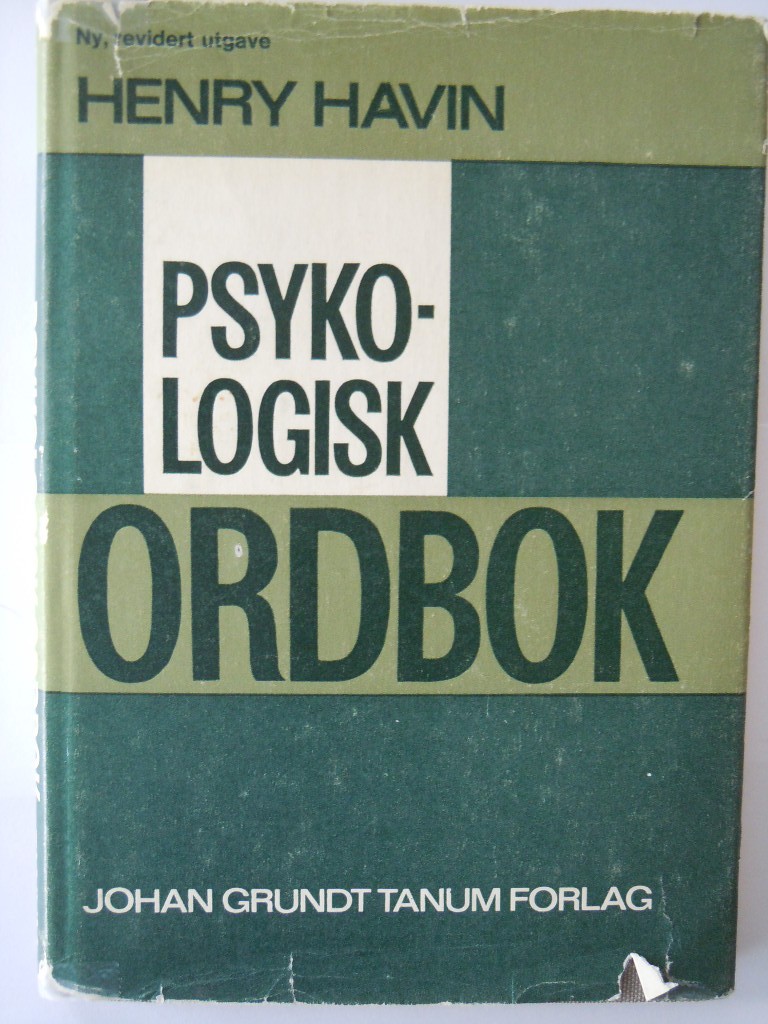 Ny, revidert utgave
HENRY HAVIN
PSYKO-
LOGISK
ORDBOK
JOHAN GRUNDT TANUM FORLAG